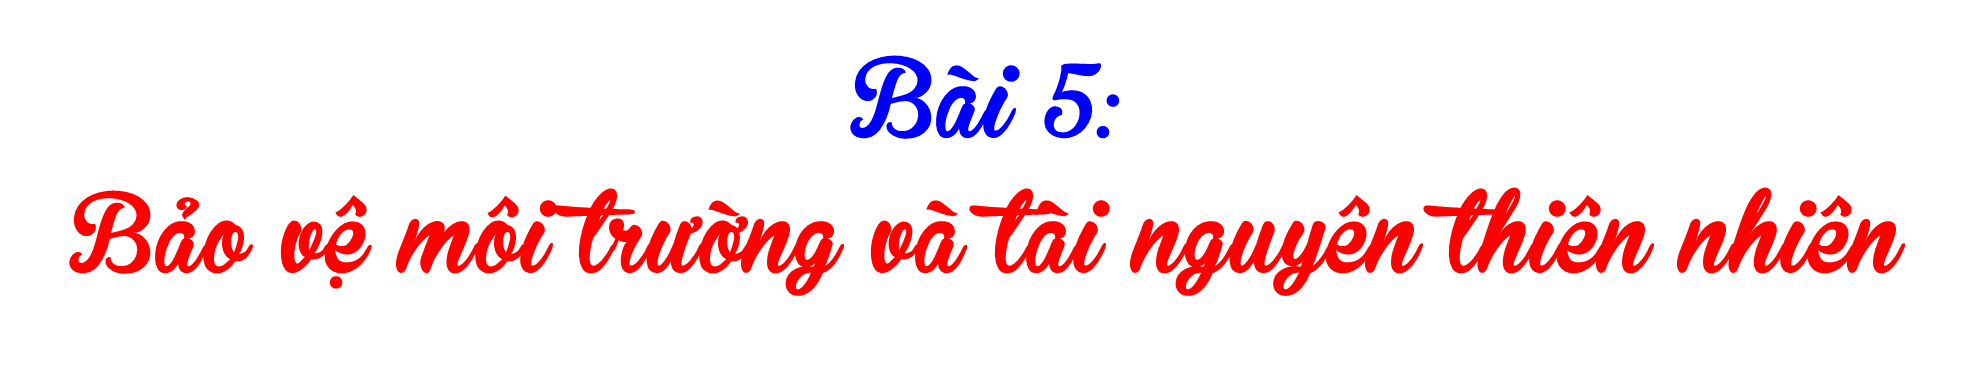 Bài 5:
Bảo vệ môi trường và tài nguyên thiên nhiên